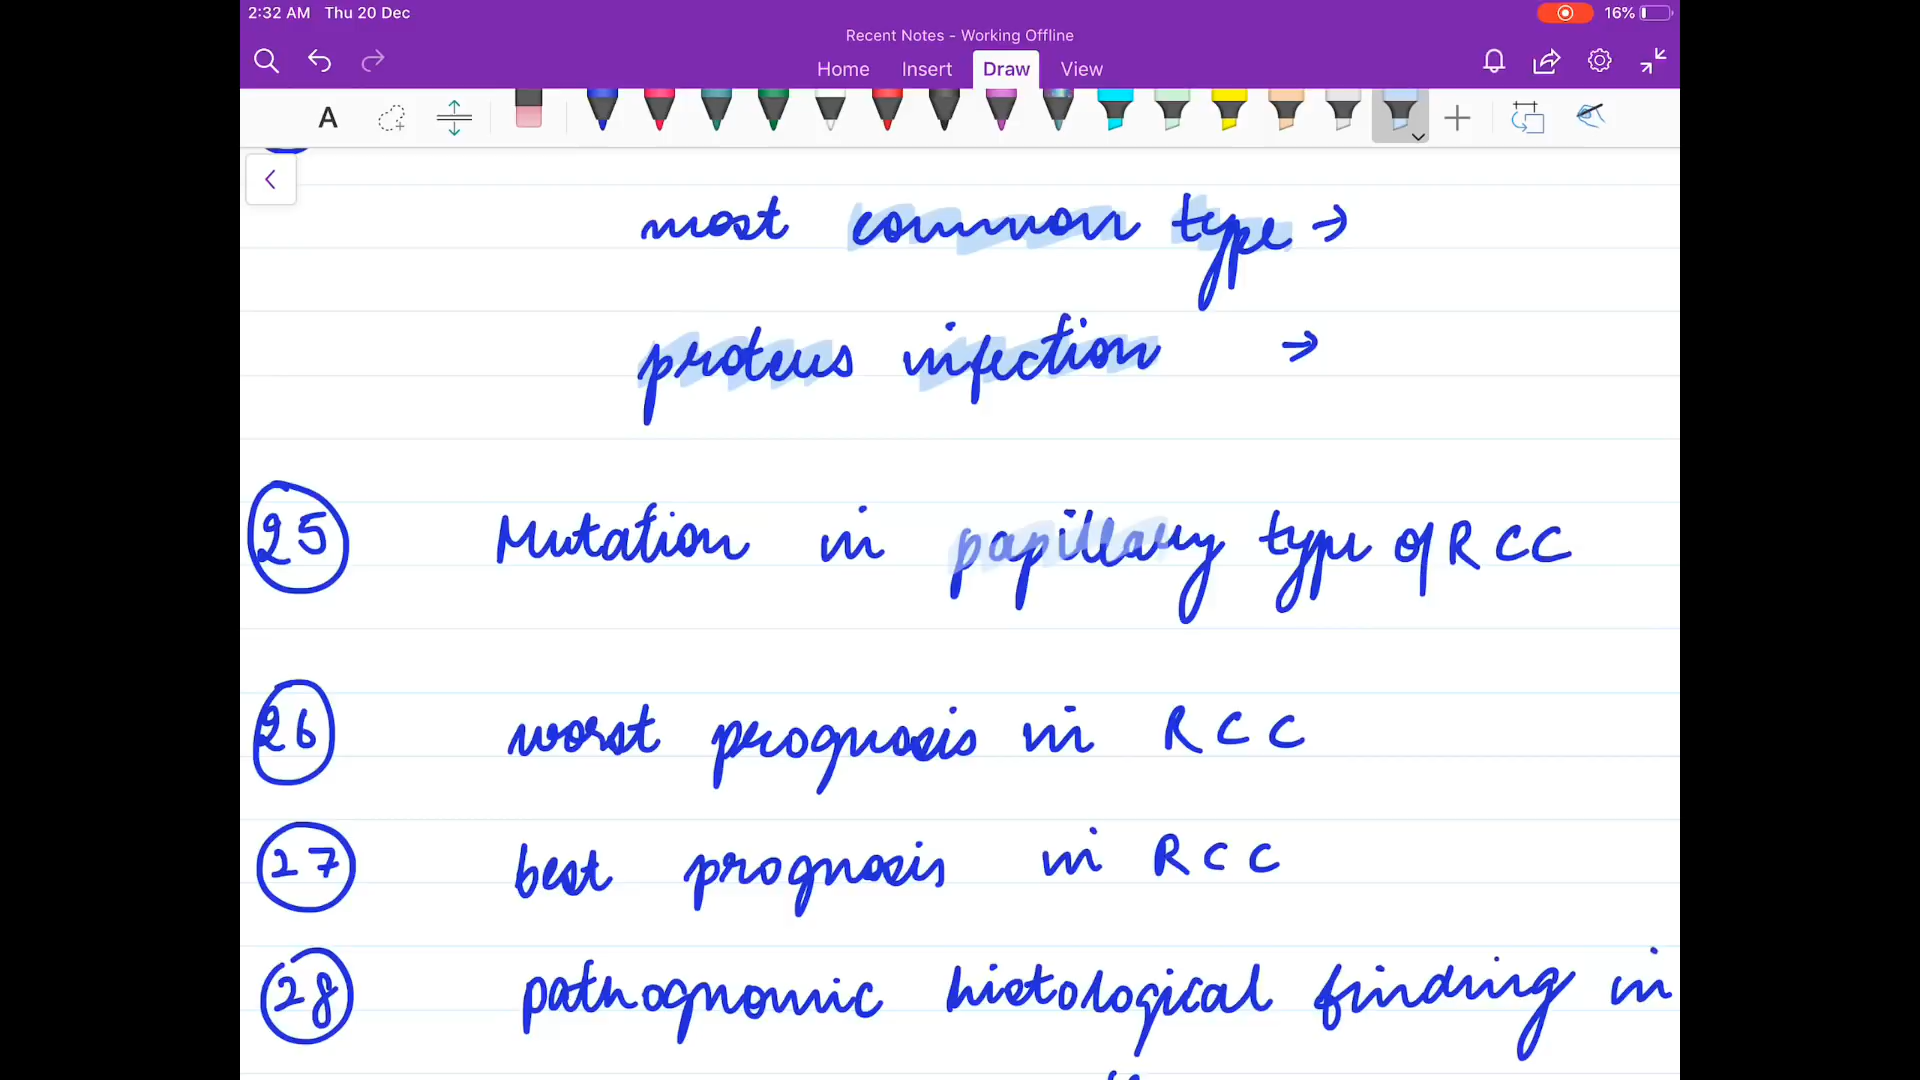 2:32 AM Thu 20 Dec
16%
Recent Notes - Working Offline
Home Insert Draw View
A
most common type →
proteus infection →
25 Mutation in papillary type of RCC
26 worst prognosis in RCC
27 best prognosis in RCC
28 pathognomic histological finding in